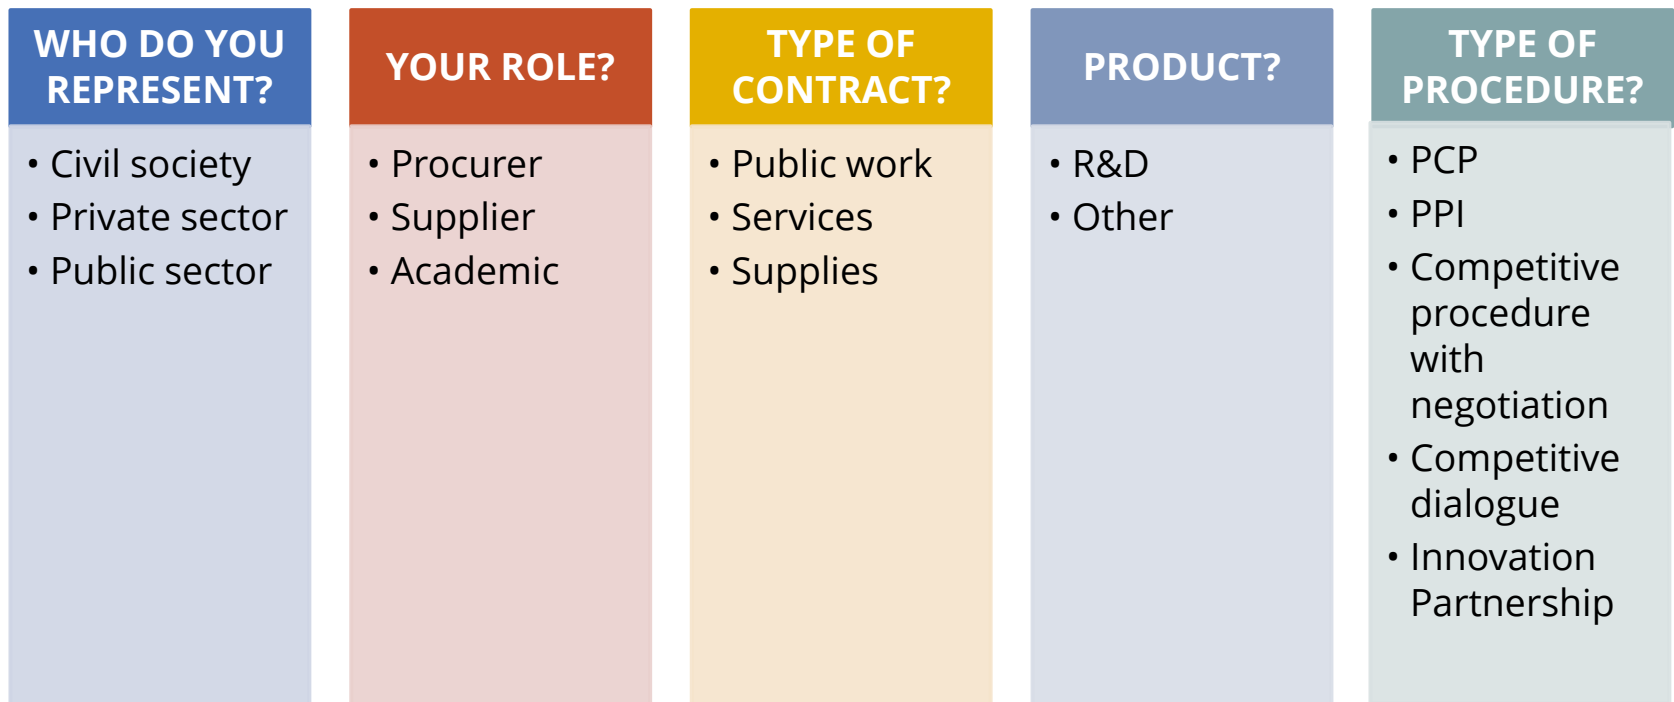 WHO DO YOU
REPRESENT?
• Civil society
• Private sector
• Public sector
YOUR ROLE?
• Procurer
• Supplier
• Academic
TYPE OF
CONTRACT?
• Public work
• Services
• Supplies
PRODUCT?
• R&D
• Other
TYPE OF
PROCEDURE?
• PCP
• PPI
• Competitive
procedure
with
negotiation
• Competitive
dialogue
• Innovation
Partnership